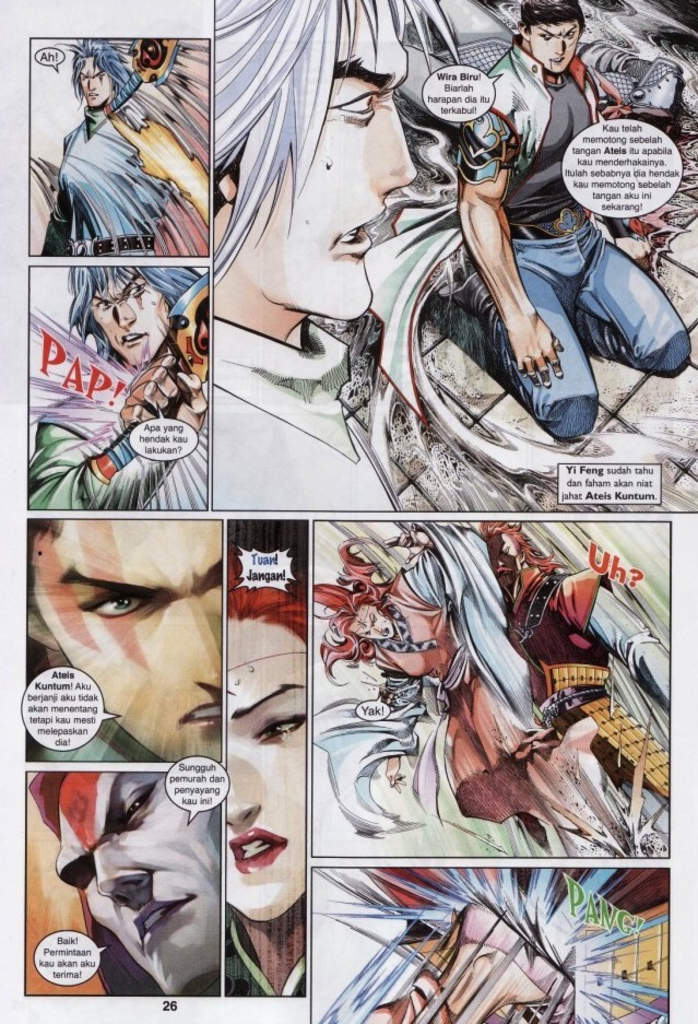 Ah!
Wira Biru!
Biarlah
harapan dia itu
terkabul!
Kau telah
memotong sebelah
tangan Ateis itu apabila
kau menderhakainya.
Itulah sebabnya dia hendak
kau memotong sebelah
tangan aku ini
sekarang!
PAP!
Apa yang
hendak kau
lakukan?
Yi Feng sudah tahu
dan faham akan niat
jahat Ateis Kuntum.
Ateis
Kuntum! Aku
berjanji aku tidak
akan menentang
tetapi kau mesti
melepaskan
dia!
Tuan!
Jangan!
Uh?
Yak!
Sungguh
pemurah dan
penyayang
kau ini!
Baik!
Permintaan
kau akan aku
terima!
PANG!
26